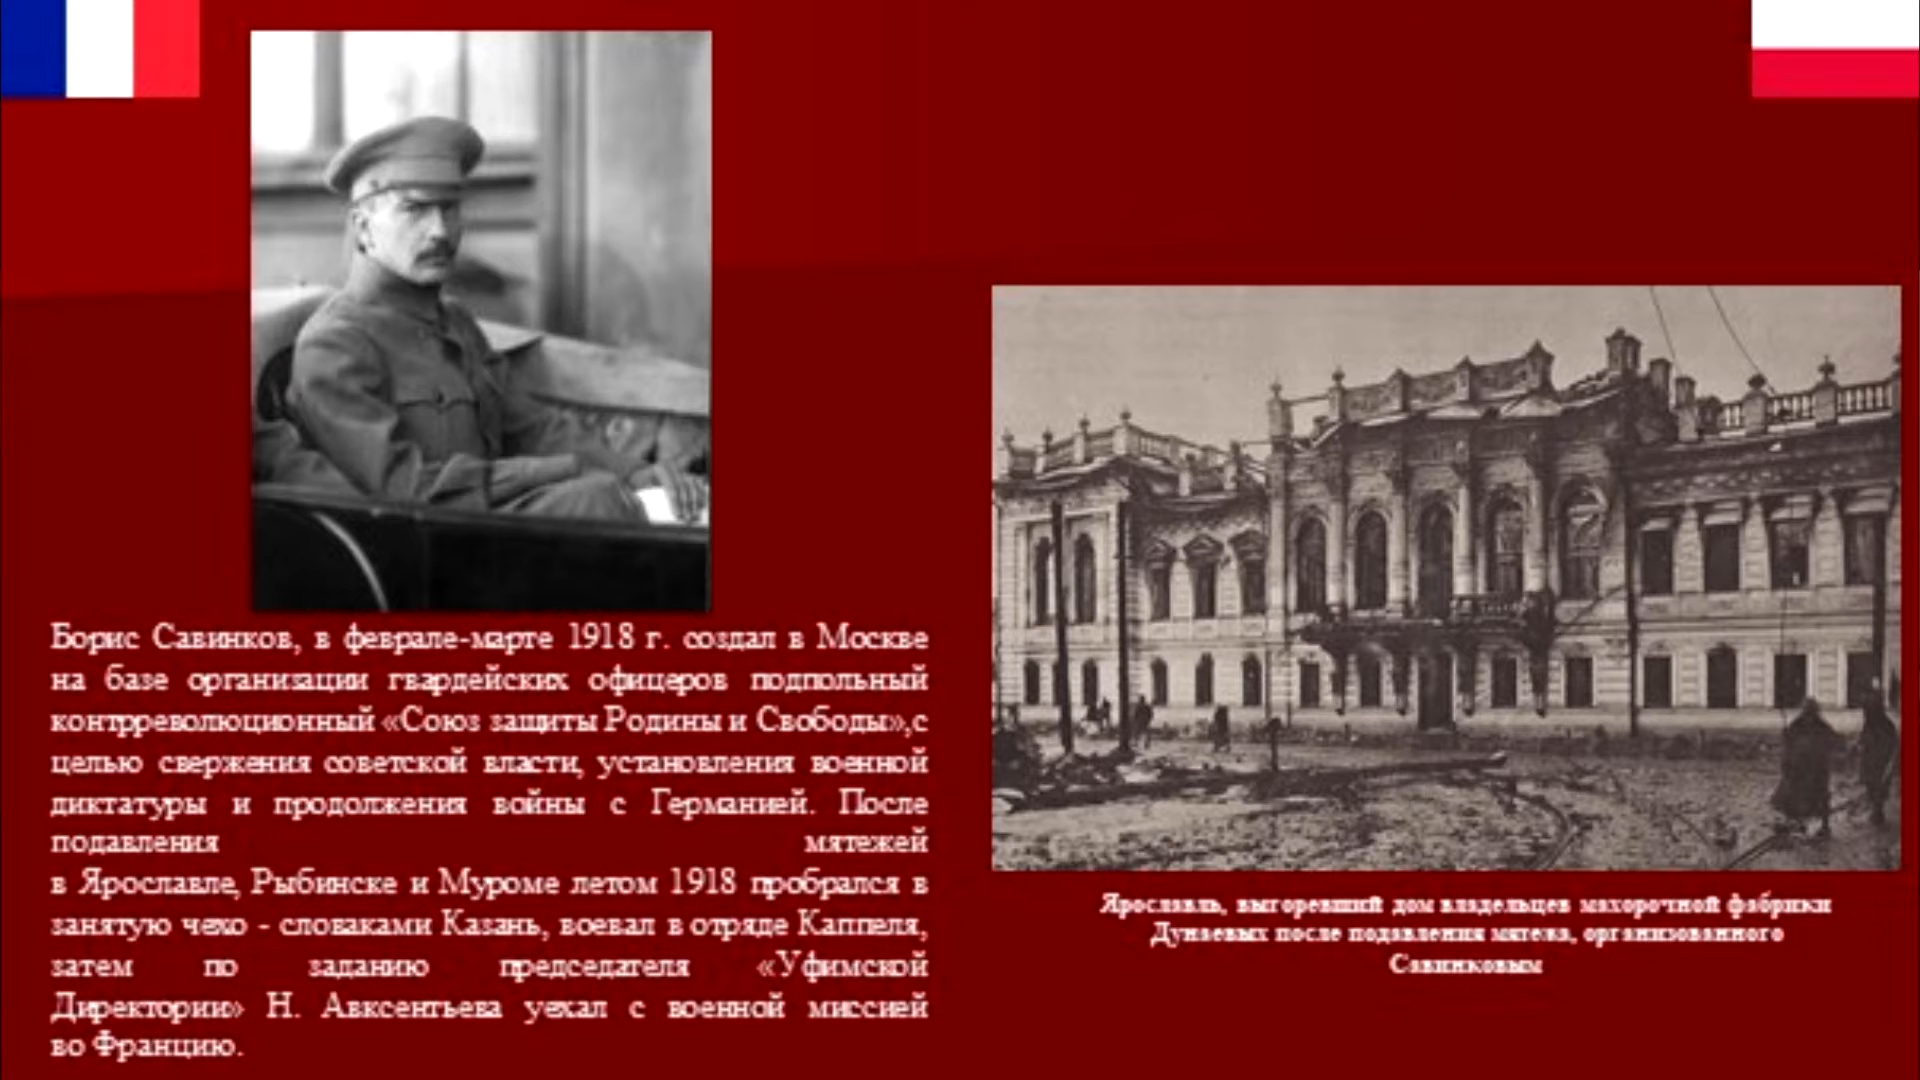 Борис Савинков, в феврале-марте 1918 г. создал в Москве
на базе организации гвардейских офицеров подпольный
контрреволюционный «Союз защиты Родины и Свободы»,с
целью свержения советской власти, установления военной
диктатуры и продолжения войны с Германией. После
подавления мятежей
в Ярославле, Рыбинске и Муроме летом 1918 пробрался в
занятую чехо - словаками Казань, воевал в отряде Каппеля,
затем по заданию председателя «Уфимской
Директории» Н. Авксентьева уехал с военной миссией
во Францию.
Ярославль, выгоревший дом владельцев махорочной фабрики
Дунаевых после подавления мятежа, организованного
Савинковым